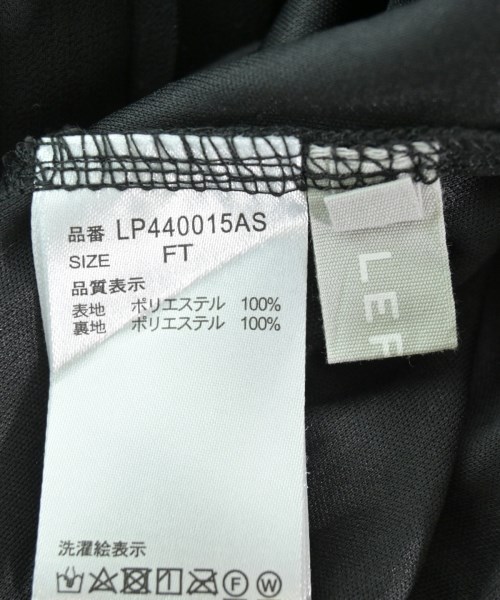 品番 LP440015AS
SIZE FT
品質表示
表地 ポリエステル 100%
裏地 ポリエステル 100%
洗濯絵表示
F W
LEF